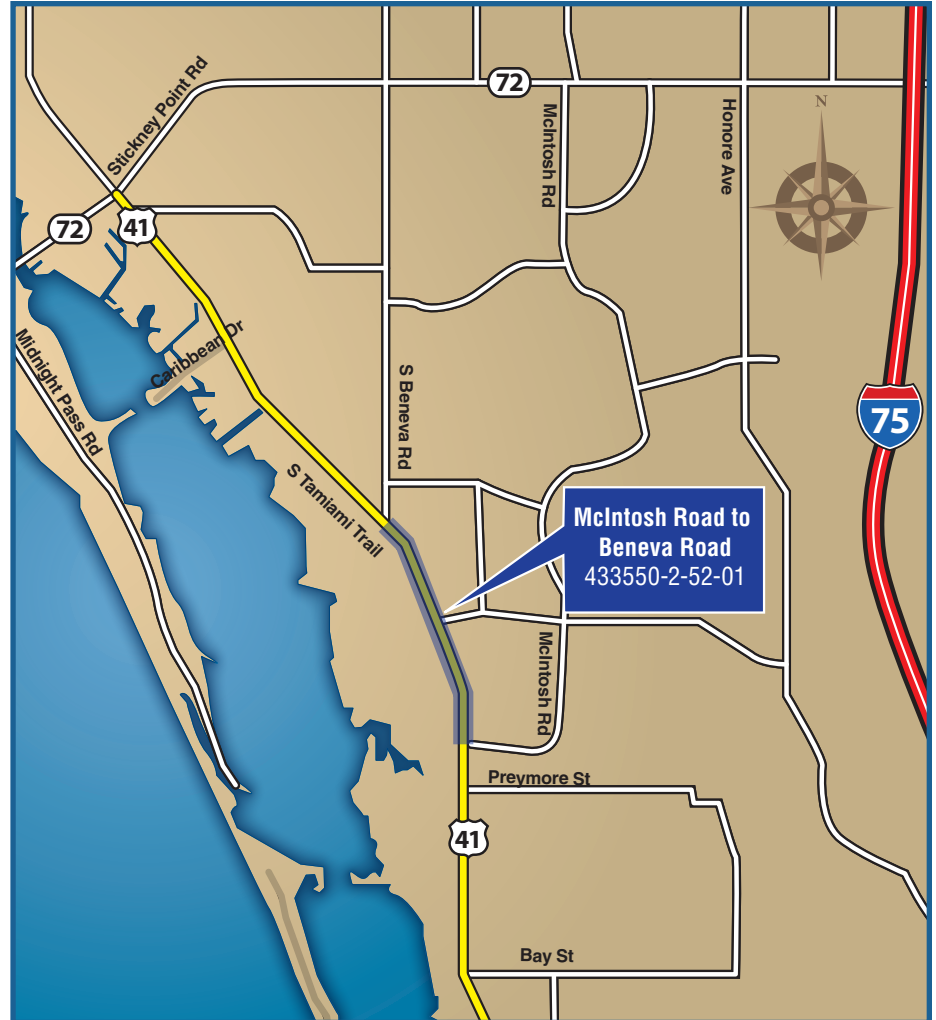 Stickney Point Rd
72
McIntosh Rd
Honore Ave
N
72
41
Midnight Pass Rd
Caribbean Dr
S Beneva Rd
75
S Tamiami Trail
McIntosh Road to
Beneva Road
433550-2-52-01
McIntosh Rd
Preymore St
41
Bay St